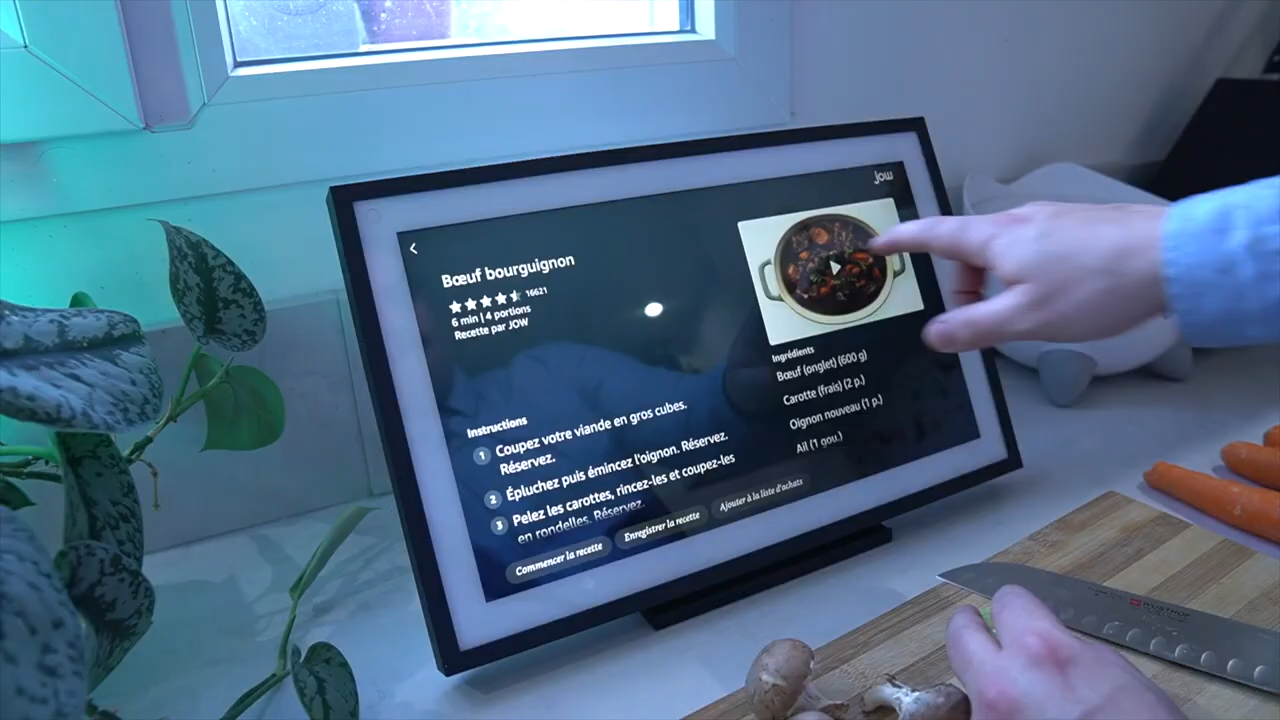 jow
Bœuf bourguignon
16621
6 min | 4 portions
Recette par JOW
Ingrédients
Bœuf (onglet) (600 g)
Carotte (frais) (2 p.)
Oignon nouveau (1 p.)
Ail (1 gou.)
Instructions
1 Coupez votre viande en gros cubes.
Réservez.
2 Épluchez puis émincez l'oignon. Réservez.
3 Pelez les carottes, rincez-les et coupez-les
en rondelles. Réservez.
Commencer la recette
Enregistrer la recette
Ajouter à la liste d'achats
WÜSTHOF